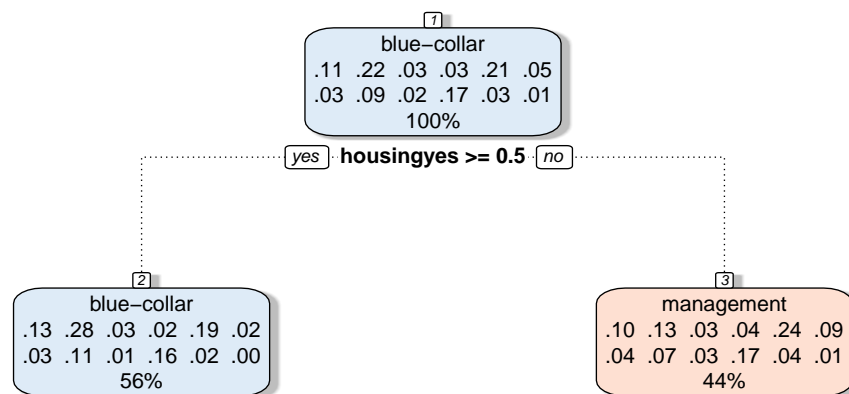 1
blue−collar
.11 .22 .03 .03 .21 .05
.03 .09 .02 .17 .03 .01
100%
yes housingyes >= 0.5 no
2
blue−collar
.13 .28 .03 .02 .19 .02
.03 .11 .01 .16 .02 .00
56%
3
management
.10 .13 .03 .04 .24 .09
.04 .07 .03 .17 .04 .01
44%